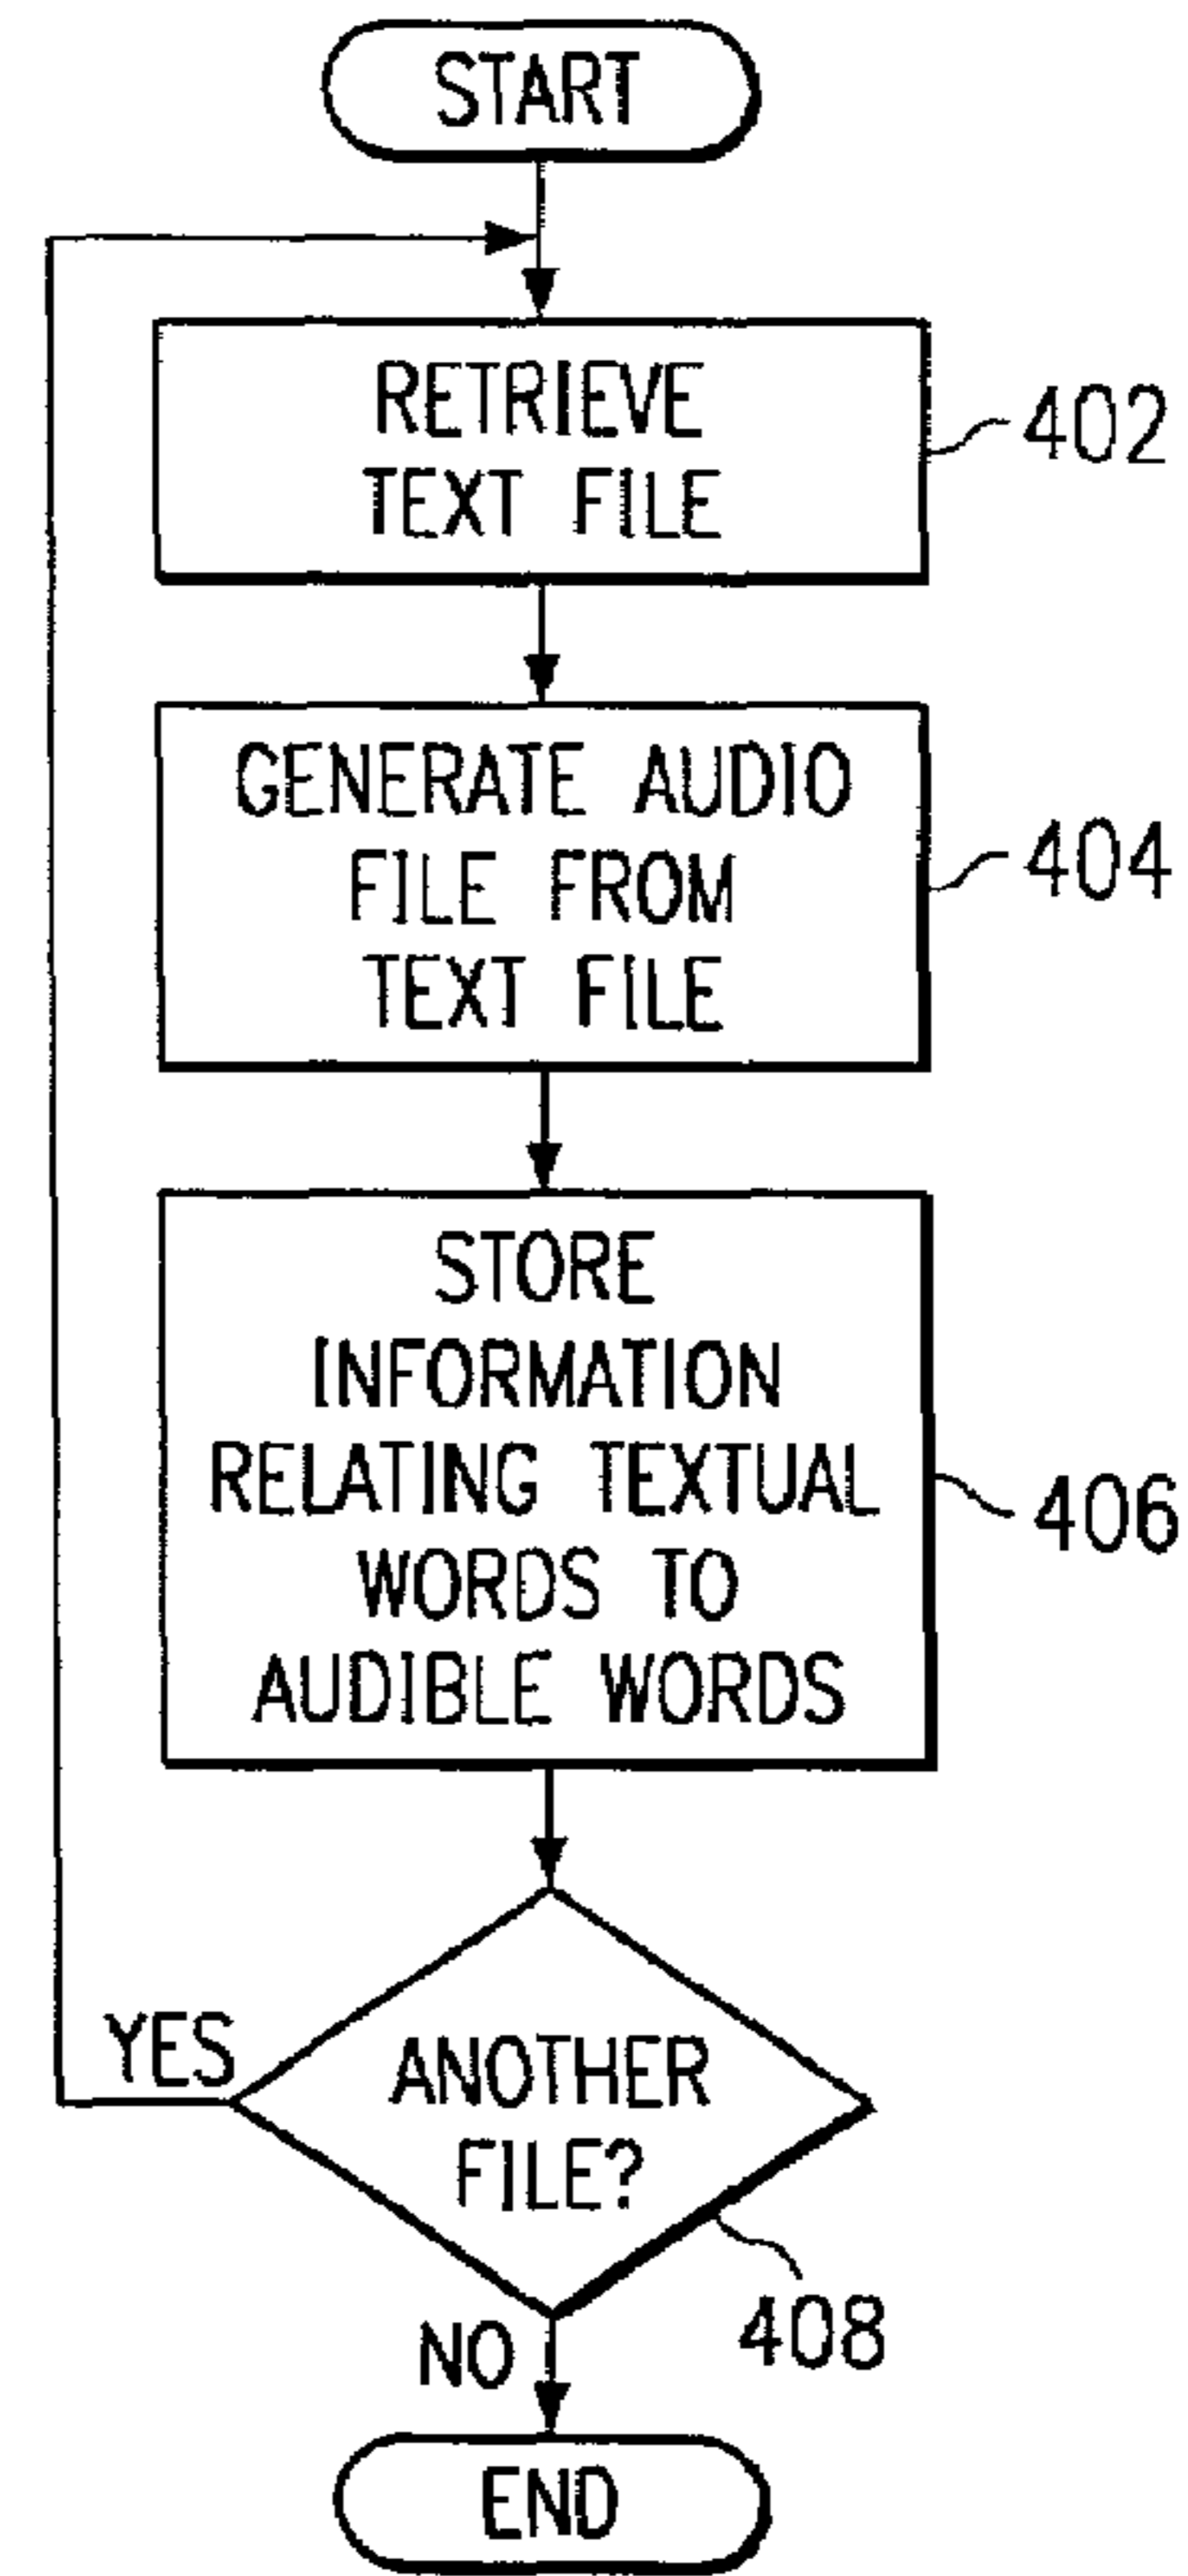 START
RETRIEVE
TEXT FILE
402
GENERATE AUDIO
FILE FROM
TEXT FILE
404
STORE
INFORMATION
RELATING TEXTUAL
WORDS TO
AUDIBLE WORDS
406
YES
ANOTHER
FILE?
408
NO
END